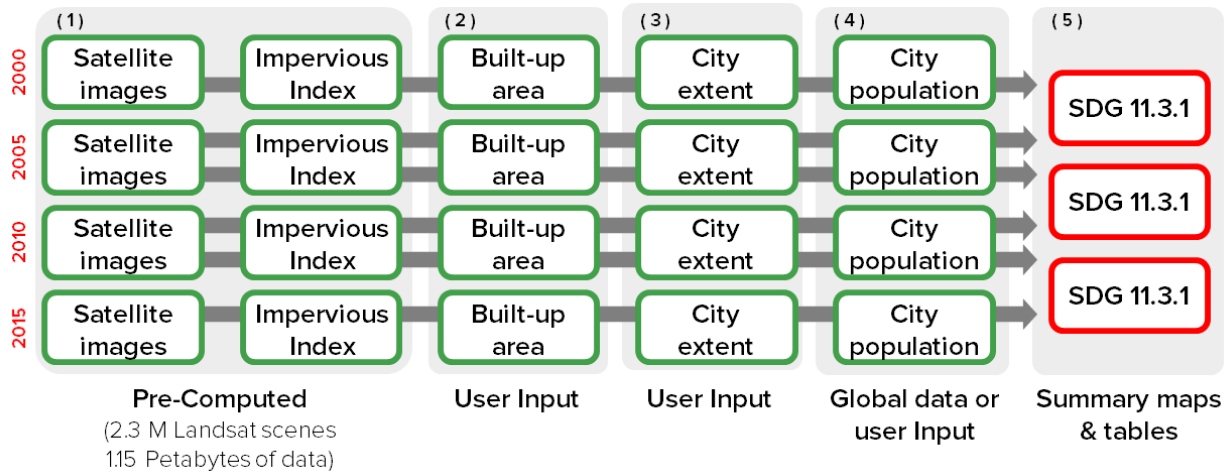 (1)
(2)
(3)
(4)
(5)
2000
Satellite
images
Impervious
Index
Built-up
area
City
extent
City
population
SDG 11.3.1
2005
Satellite
images
Impervious
Index
Built-up
area
City
extent
City
population
SDG 11.3.1
2010
Satellite
images
Impervious
Index
Built-up
area
City
extent
City
population
SDG 11.3.1
2015
Satellite
images
Impervious
Index
Built-up
area
City
extent
City
population
Pre-Computed
(2.3 M Landsat scenes
1.15 Petabytes of data)
User Input
User Input
Global data or
user Input
Summary maps
& tables